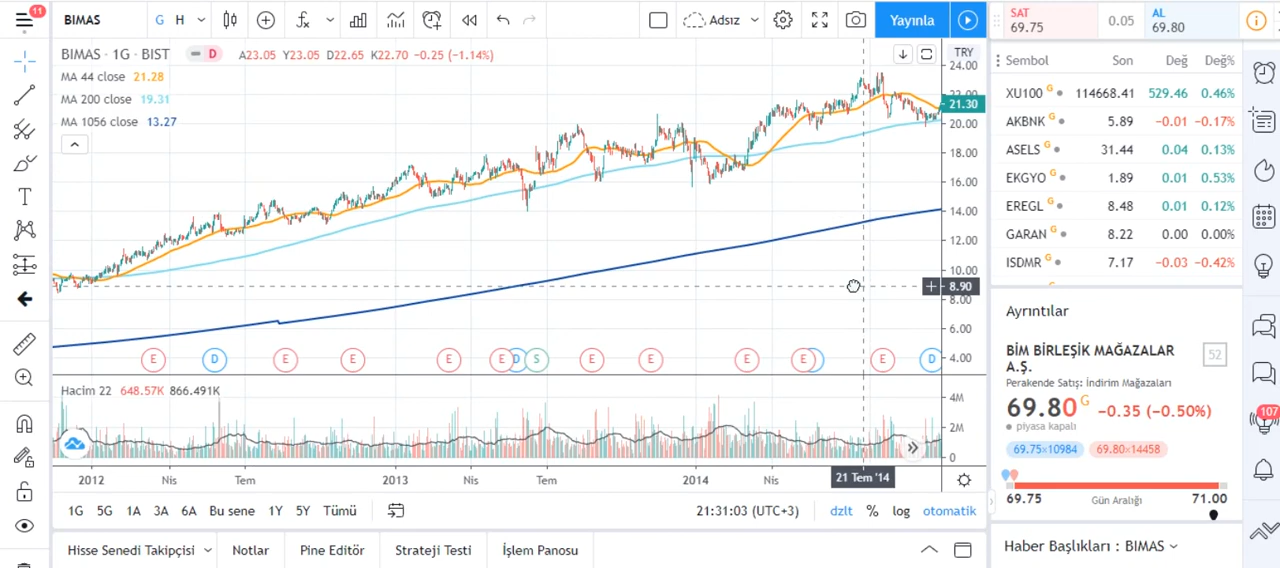 11
BIMAS
G
H
Adsız
Yayınla
SAT
69.75
0.05
AL
69.80
BIMAS · 1G · BIST
D
A23.05 Y23.05 D22.65 K22.70 −0.25 (−1.14%)
MA 44 close 21.28
MA 200 close 19.31
MA 1056 close 13.27
TRY
24.00
21.30
20.00
18.00
16.00
14.00
12.00
10.00
8.90
8.00
6.00
4.00
E D E E E E D S E E E E D
Hacim 22 648.57K 866.491K
4M
2M
0
2012 Nis Tem 2013 Nis Tem 2014 Nis 21 Tem '14
1G 5G 1A 3A 6A Bu sene 1Y 5Y Tümü
21:31:03 (UTC+3)
dzlt % log otomatik
Hisse Senedi Takipçisi
Notlar
Pine Editör
Strateji Testi
İşlem Panosu
Sembol Son Değ Değ%
XU100 G 114668.41 529.46 0.46%
AKBNK G 5.89 −0.01 −0.17%
ASELS G 31.44 0.04 0.13%
EKGYO G 1.89 0.01 0.53%
EREGL G 8.48 0.01 0.12%
GARAN G 8.22 0.00 0.00%
ISDMR G 7.17 −0.03 −0.42%
Ayrıntılar
BİM BİRLEŞİK MAĞAZALAR
A.Ş.
52
Perakende Satış: İndirim Mağazaları
69.80 G −0.35 (−0.50%)
piyasa kapalı
69.75×10984 69.80×14458
69.75 Gün Aralığı 71.00
Haber Başlıkları : BIMAS
107